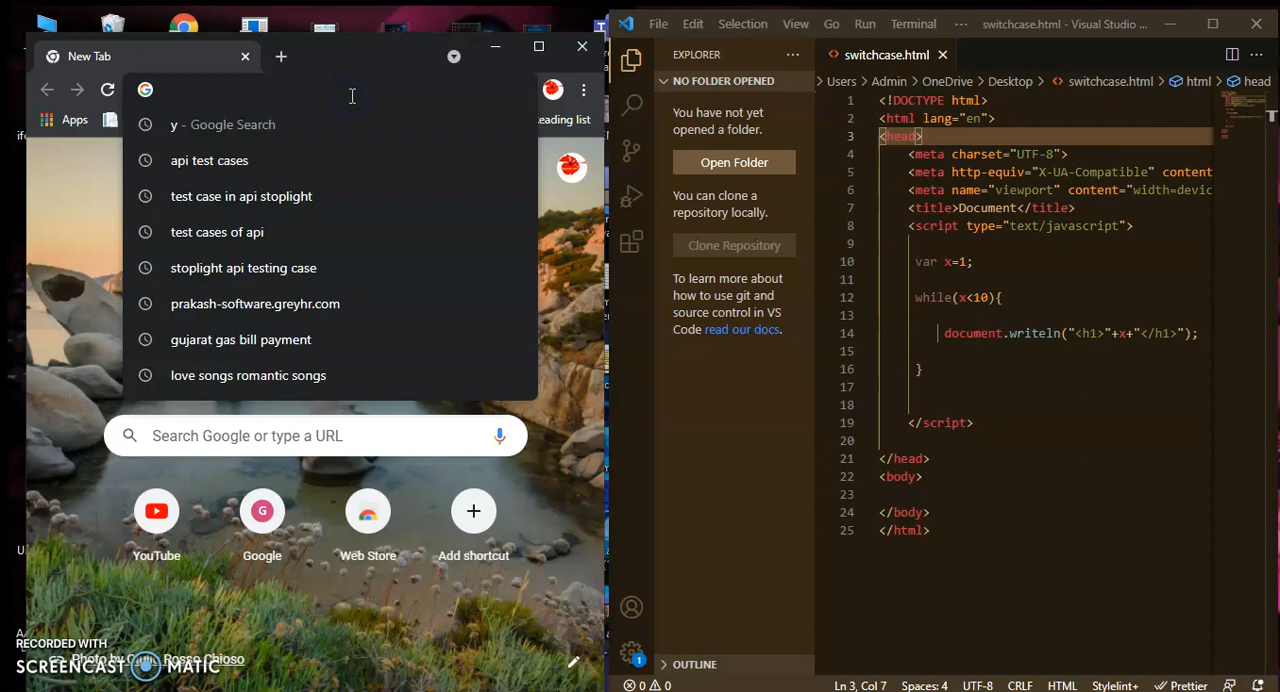 New Tab
Apps
eading list
y - Google Search
api test cases
test case in api stoplight
test cases of api
stoplight api testing case
prakash-software.greyhr.com
gujarat gas bill payment
love songs romantic songs
Search Google or type a URL
G
YouTube
Google
Web Store
Add shortcut
RECORDED WITH
SCREENCAST MATIC
File Edit Selection View Go Run Terminal ··· switchcase.html - Visual Studio ...
EXPLORER ···
NO FOLDER OPENED
You have not yet
opened a folder.
Open Folder
You can clone a
repository locally.
Clone Repository
To learn more about
how to use git and
source control in VS
Code read our docs.
OUTLINE
1
switchcase.html
> Users > Admin > OneDrive > Desktop > switchcase.html > html > head
1 <!DOCTYPE html>
2 <html lang="en">
3 <head>
4 <meta charset="UTF-8">
5 <meta http-equiv="X-UA-Compatible" content
6 <meta name="viewport" content="width=devic
7 <title>Document</title>
8 <script type="text/javascript">
9
10 var x=1;
11
12 while(x<10){
13
14 document.writeln("<h1>"+x+"</h1>");
15
16 }
17
18
19 </script>
20
21 </head>
22 <body>
23
24 </body>
25 </html>
0 0 Ln 3, Col 7 Spaces: 4 UTF-8 CRLF HTML Stylelint+ Prettier